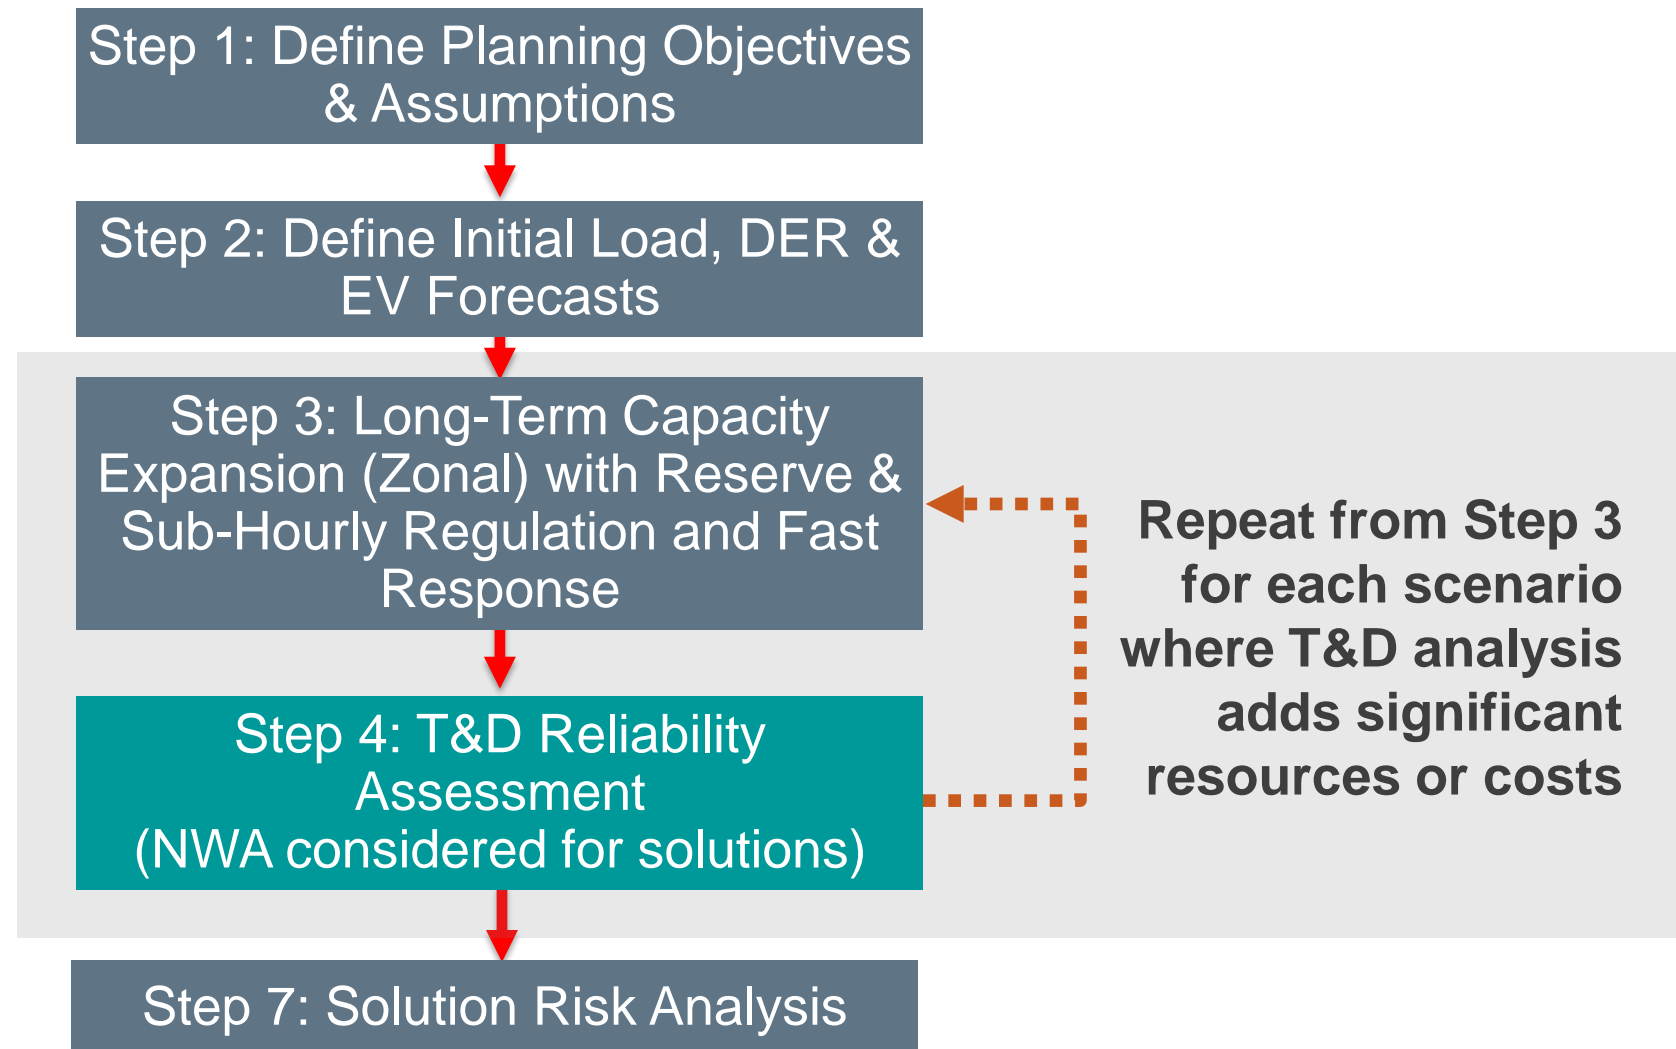 Step 1: Define Planning Objectives
& Assumptions
Step 2: Define Initial Load, DER &
EV Forecasts
Step 3: Long-Term Capacity
Expansion (Zonal) with Reserve &
Sub-Hourly Regulation and Fast
Response
Step 4: T&D Reliability
Assessment
(NWA considered for solutions)
Repeat from Step 3
for each scenario
where T&D analysis
adds significant
resources or costs
Step 7: Solution Risk Analysis